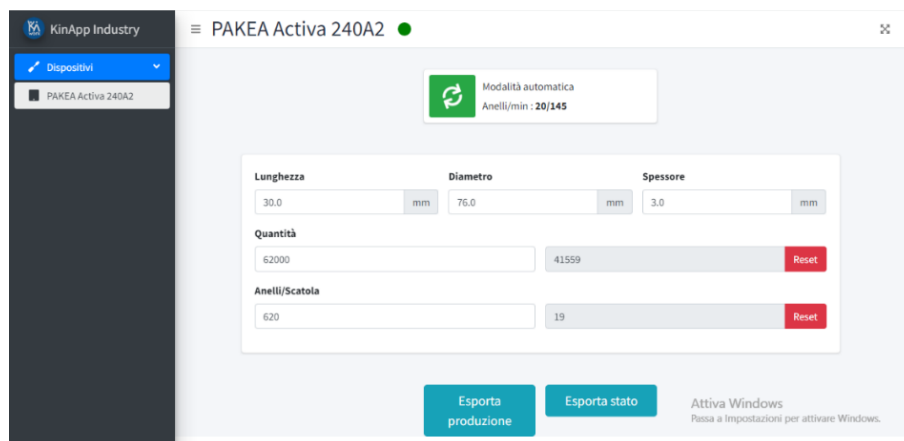 KinApp Industry
PAKEA Activa 240A2
Dispositivi
PAKEA Activa 240A2
Modalità automatica
Anelli/min : 20/145
Lunghezza Diametro Spessore
30.0 mm 76.0 mm 3.0 mm
Quantità
62000 41559 Reset
Anelli/Scatola
620 19 Reset
Esporta
produzione
Esporta stato
Attiva Windows
Passa a Impostazioni per attivare Windows.